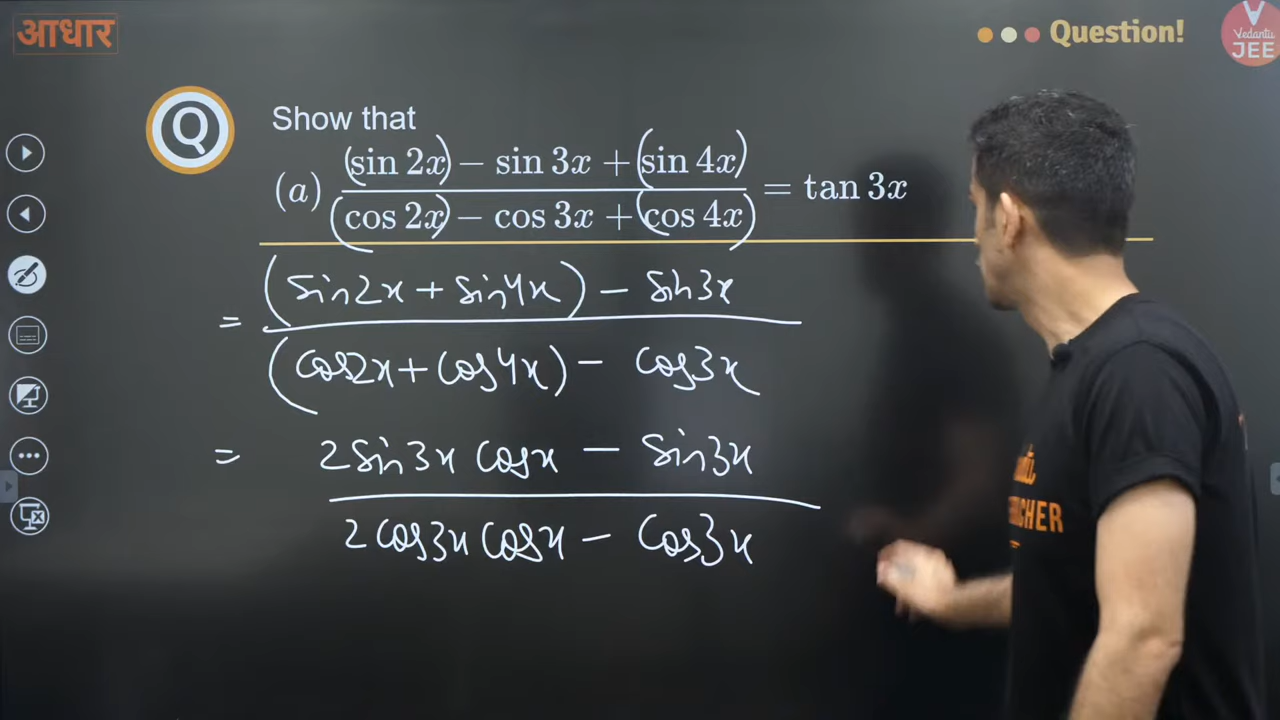 आधार
Question!
Vedantu
JEE
Q
Show that
(a) (sin 2x) − sin 3x + (sin 4x)
(cos 2x) − cos 3x + (cos 4x)
= tan 3x
(sin2x + sin4x) − sin3x
=
(cos2x + cos4x) − cos3x
= 2sin3x cosx − sin3x
2cos3x cosx − cos3x